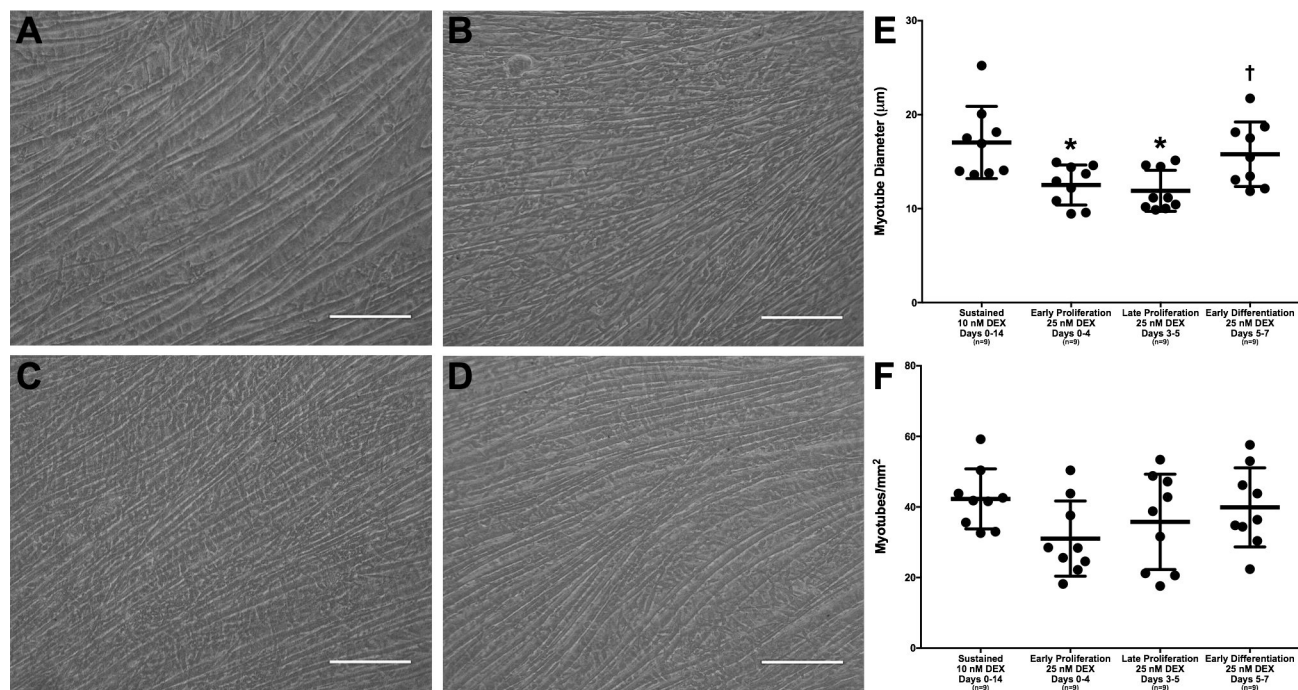 A
B
C
D
E
30
20
10
0
Myotube Diameter (μm)
*
*
†
Sustained
10 nM DEX
Days 0-14
(n=9)
Early Proliferation
25 nM DEX
Days 0-4
(n=9)
Late Proliferation
25 nM DEX
Days 3-5
(n=9)
Early Differentiation
25 nM DEX
Days 5-7
(n=9)
F
80
60
40
20
0
Myotubes/mm²
Sustained
10 nM DEX
Days 0-14
(n=9)
Early Proliferation
25 nM DEX
Days 0-4
(n=9)
Late Proliferation
25 nM DEX
Days 3-5
(n=9)
Early Differentiation
25 nM DEX
Days 5-7
(n=9)